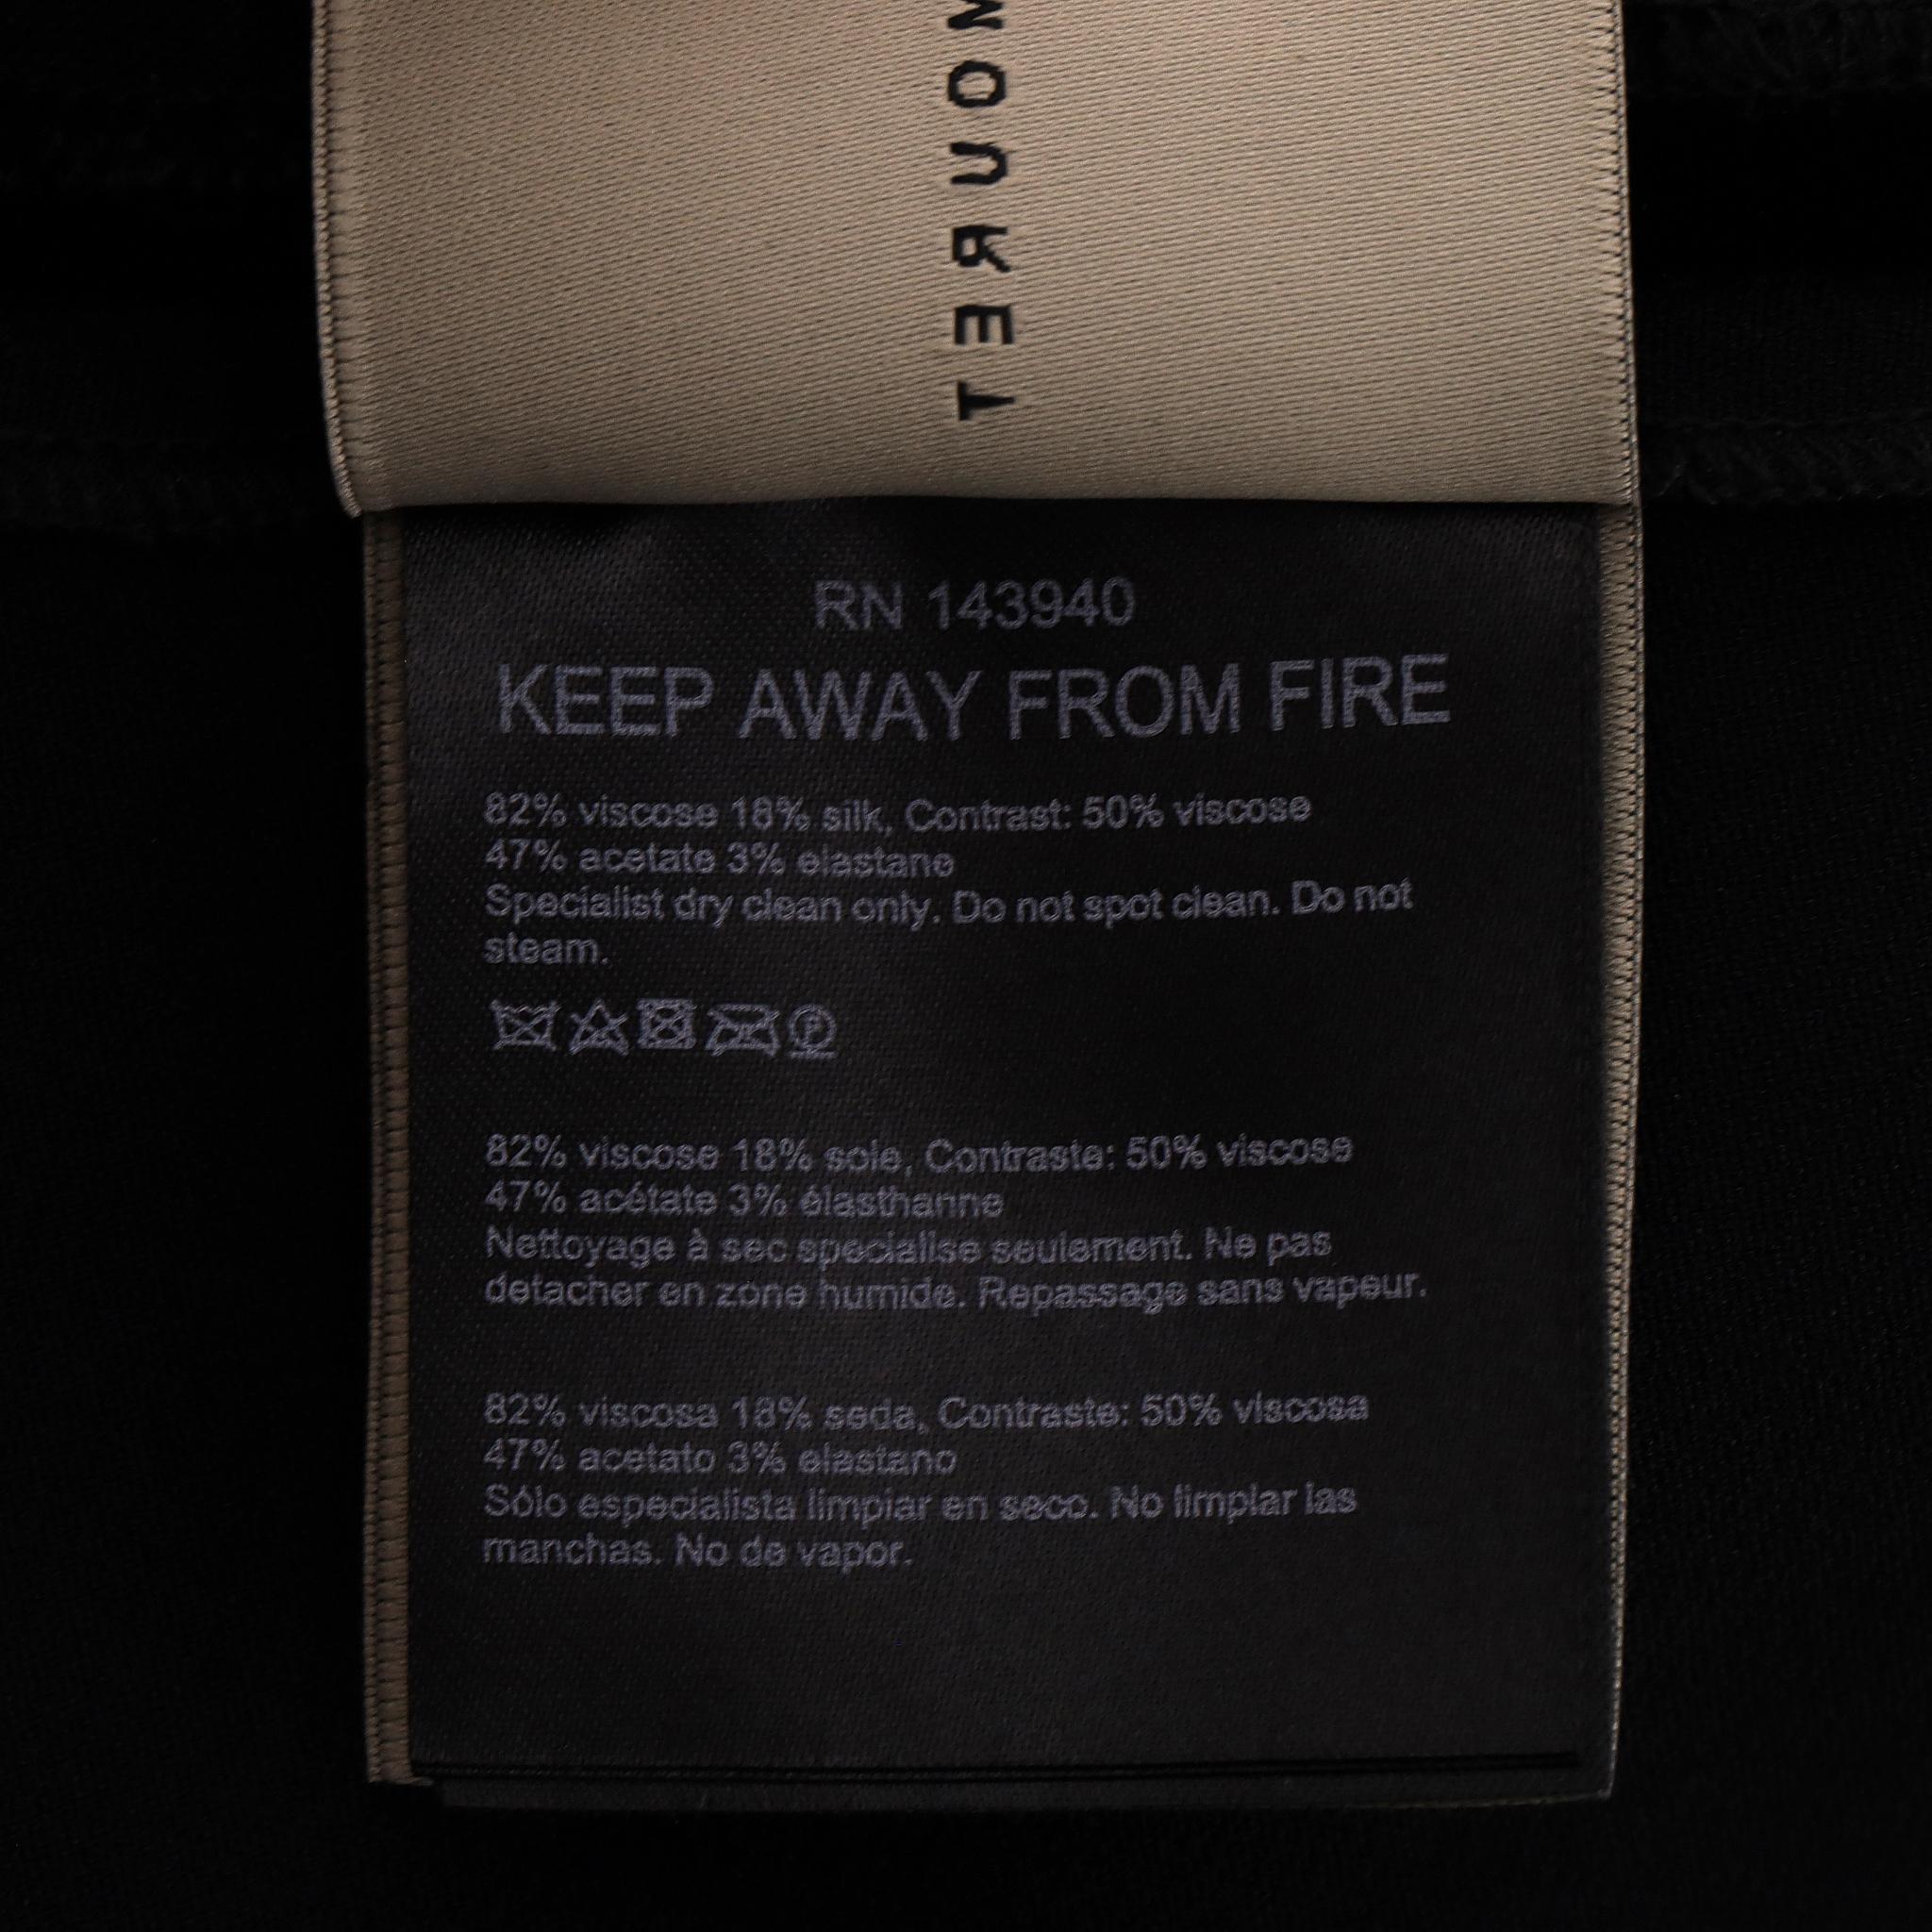 MOURET
RN 143940
KEEP AWAY FROM FIRE
82% viscose 18% silk, Contrast: 50% viscose
47% acetate 3% elastane
Specialist dry clean only. Do not spot clean. Do not
steam.
P
82% viscose 18% soie, Contraste: 50% viscose
47% acétate 3% élasthanne
Nettoyage à sec specialise seulement. Ne pas
detacher en zone humide. Repassage sans vapeur.
82% viscosa 18% seda, Contraste: 50% viscosa
47% acetato 3% elastano
Sólo especialista limpiar en seco. No limpiar las
manchas. No de vapor.